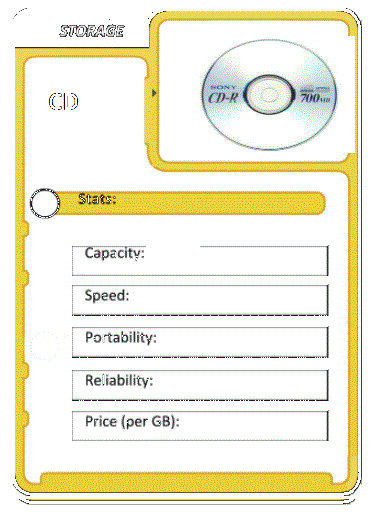 STORAGE
CD
SONY
CD-R
700MB
Stats:
Capacity:
Speed:
Portability:
Reliability:
Price (per GB):